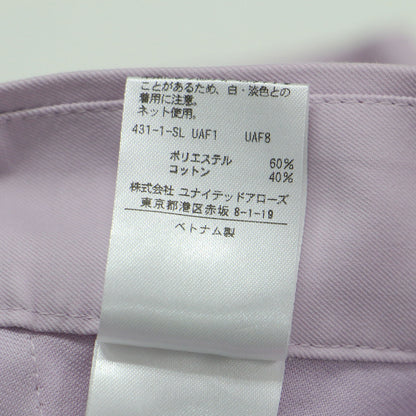 ことがあるため、白・淡色との
着用に注意。
ネット使用。
431-1-SL UAF1 UAF8
ポリエステル 60%
コットン 40%
株式会社 ユナイテッドアローズ
東京都港区赤坂 8-1-19
ベトナム製